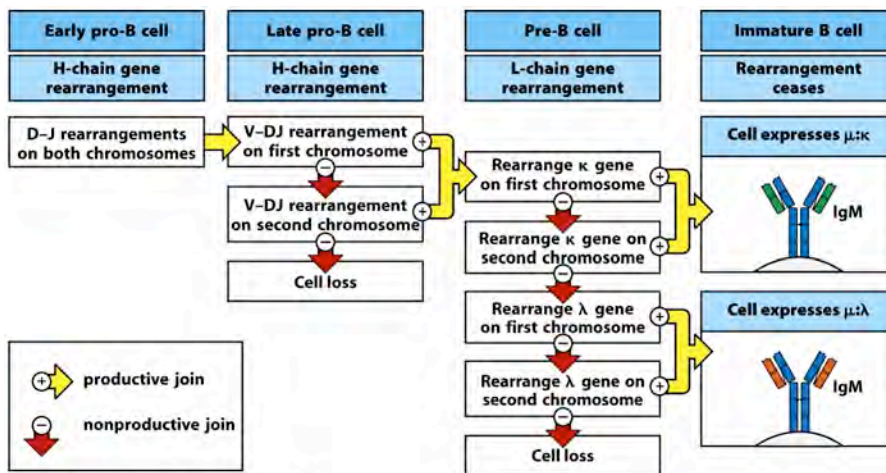 Early pro-B cell
H-chain gene
rearrangement
D–J rearrangements
on both chromosomes
Late pro-B cell
H-chain gene
rearrangement
V–DJ rearrangement
on first chromosome
+
−
V–DJ rearrangement
on second chromosome
+
−
Cell loss
Pre-B cell
L-chain gene
rearrangement
Rearrange κ gene
on first chromosome
+
−
Rearrange κ gene on
second chromosome
+
−
Rearrange λ gene
on first chromosome
+
−
Rearrange λ gene on
second chromosome
+
−
Cell loss
Immature B cell
Rearrangement
ceases
Cell expresses μ:κ
IgM
Cell expresses μ:λ
IgM
+ productive join
− nonproductive join